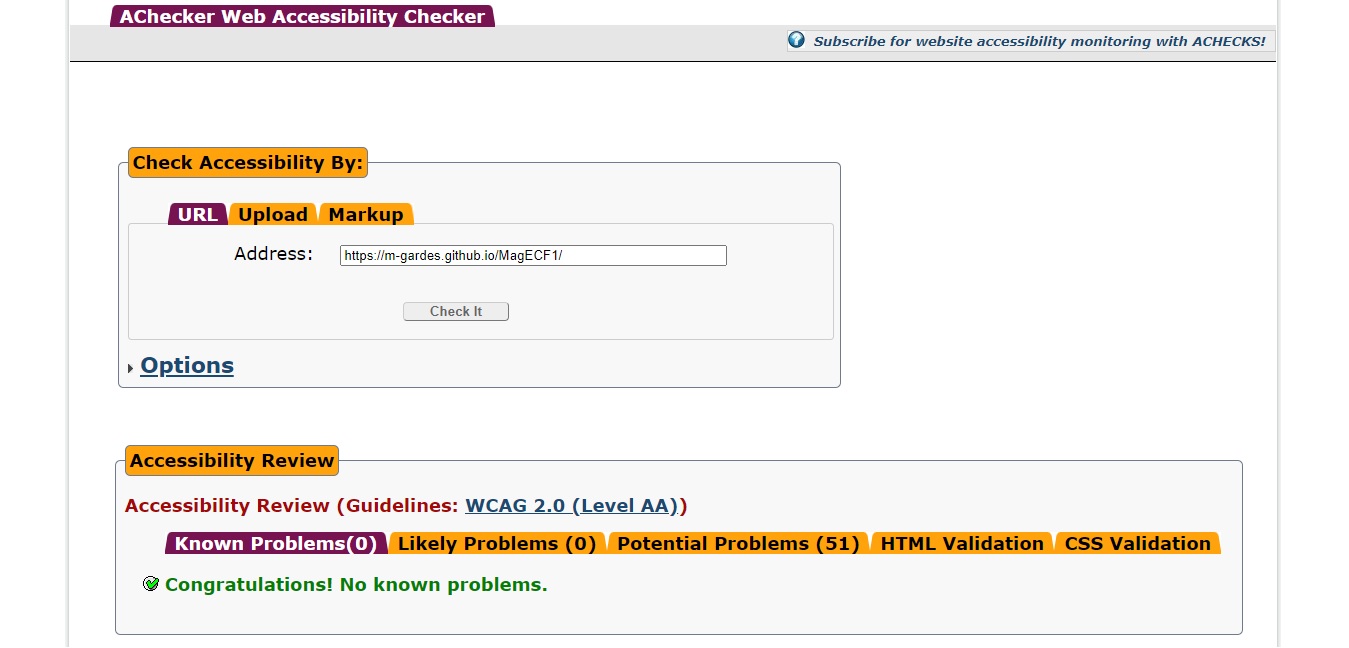 AChecker Web Accessibility Checker
Subscribe for website accessibility monitoring with ACHECKS!
Check Accessibility By:
URL Upload Markup
Address: https://m-gardes.github.io/MagECF1/
Check It
Options
Accessibility Review
Accessibility Review (Guidelines: WCAG 2.0 (Level AA))
Known Problems(0) Likely Problems (0) Potential Problems (51) HTML Validation CSS Validation
Congratulations! No known problems.